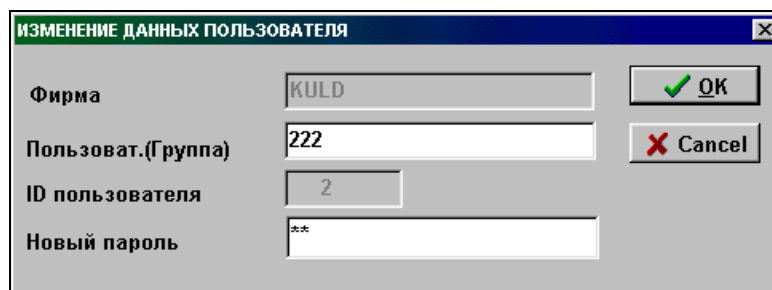 ИЗМЕНЕНИЕ ДАННЫХ ПОЛЬЗОВАТЕЛЯ
Фирма KULD OK
Пользоват.(Группа) 222 Cancel
ID пользователя 2
Новый пароль **